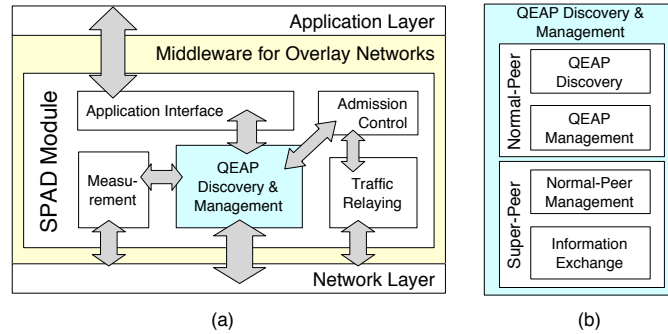 Application Layer
Middleware for Overlay Networks
SPAD Module
Application Interface
Admission
Control
Measu-
rement
QEAP
Discovery &
Management
Traffic
Relaying
Network Layer
(a)
QEAP Discovery &
Management
Normal-Peer
QEAP
Discovery
QEAP
Management
Super-Peer
Normal-Peer
Management
Information
Exchange
(b)